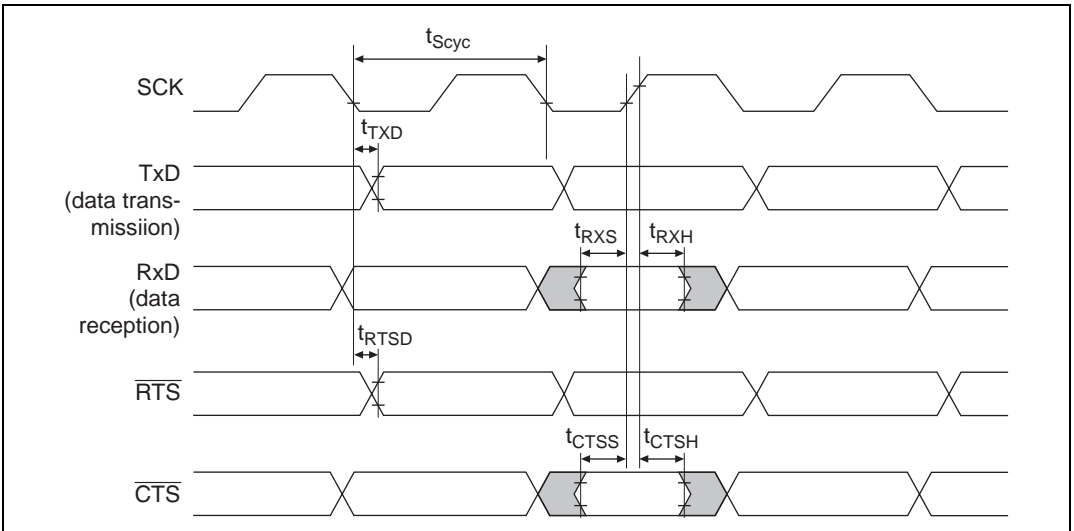 tScyc
SCK
tTXD
TxD
(data trans-
missiion)
tRXS
tRXH
RxD
(data
reception)
tRTSD
RTS
tCTSS
tCTSH
CTS